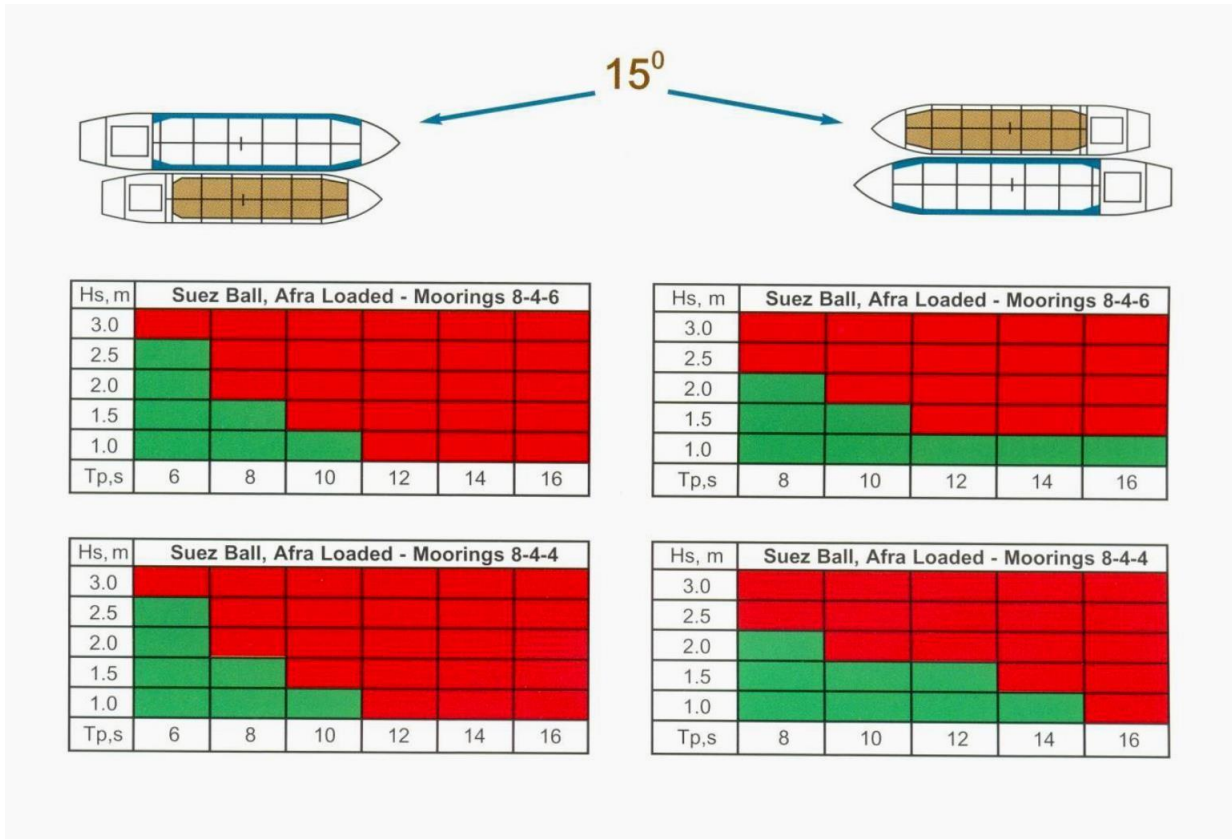 15⁰
Hs, m Suez Ball, Afra Loaded - Moorings 8-4-6
3.0
2.5
2.0
1.5
1.0
Tp,s 6 8 10 12 14 16
Hs, m Suez Ball, Afra Loaded - Moorings 8-4-6
3.0
2.5
2.0
1.5
1.0
Tp,s 8 10 12 14 16
Hs, m Suez Ball, Afra Loaded - Moorings 8-4-4
3.0
2.5
2.0
1.5
1.0
Tp,s 6 8 10 12 14 16
Hs, m Suez Ball, Afra Loaded - Moorings 8-4-4
3.0
2.5
2.0
1.5
1.0
Tp,s 8 10 12 14 16